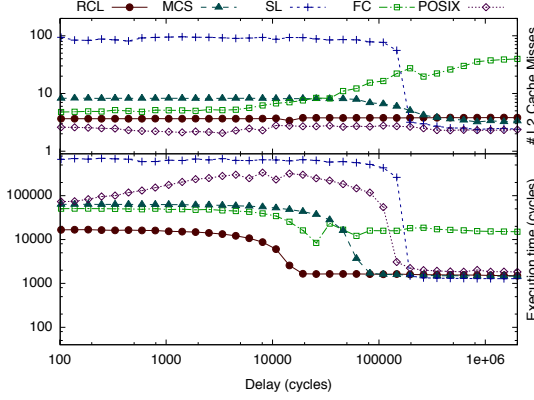 RCL MCS SL FC POSIX
100
10
1
# L2 Cache Misses
100000
10000
1000
100
Execution time (cycles)
100 1000 10000 100000 1e+06
Delay (cycles)